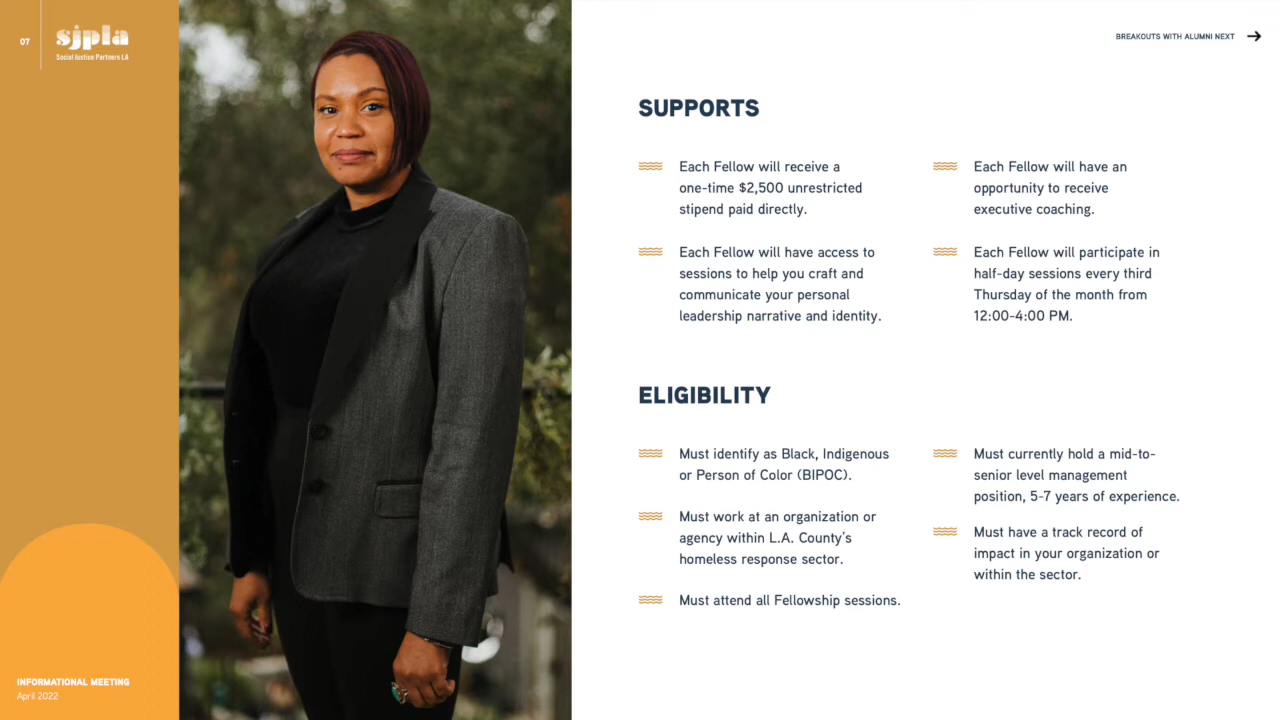 07
sjpla
Social Justice Partners LA
BREAKOUTS WITH ALUMNI NEXT
SUPPORTS
Each Fellow will receive a
one-time $2,500 unrestricted
stipend paid directly.
Each Fellow will have access to
sessions to help you craft and
communicate your personal
leadership narrative and identity.
Each Fellow will have an
opportunity to receive
executive coaching.
Each Fellow will participate in
half-day sessions every third
Thursday of the month from
12:00-4:00 PM.
ELIGIBILITY
Must identify as Black, Indigenous
or Person of Color (BIPOC).
Must work at an organization or
agency within L.A. County's
homeless response sector.
Must attend all Fellowship sessions.
Must currently hold a mid-to-
senior level management
position, 5-7 years of experience.
Must have a track record of
impact in your organization or
within the sector.
INFORMATIONAL MEETING
April 2022